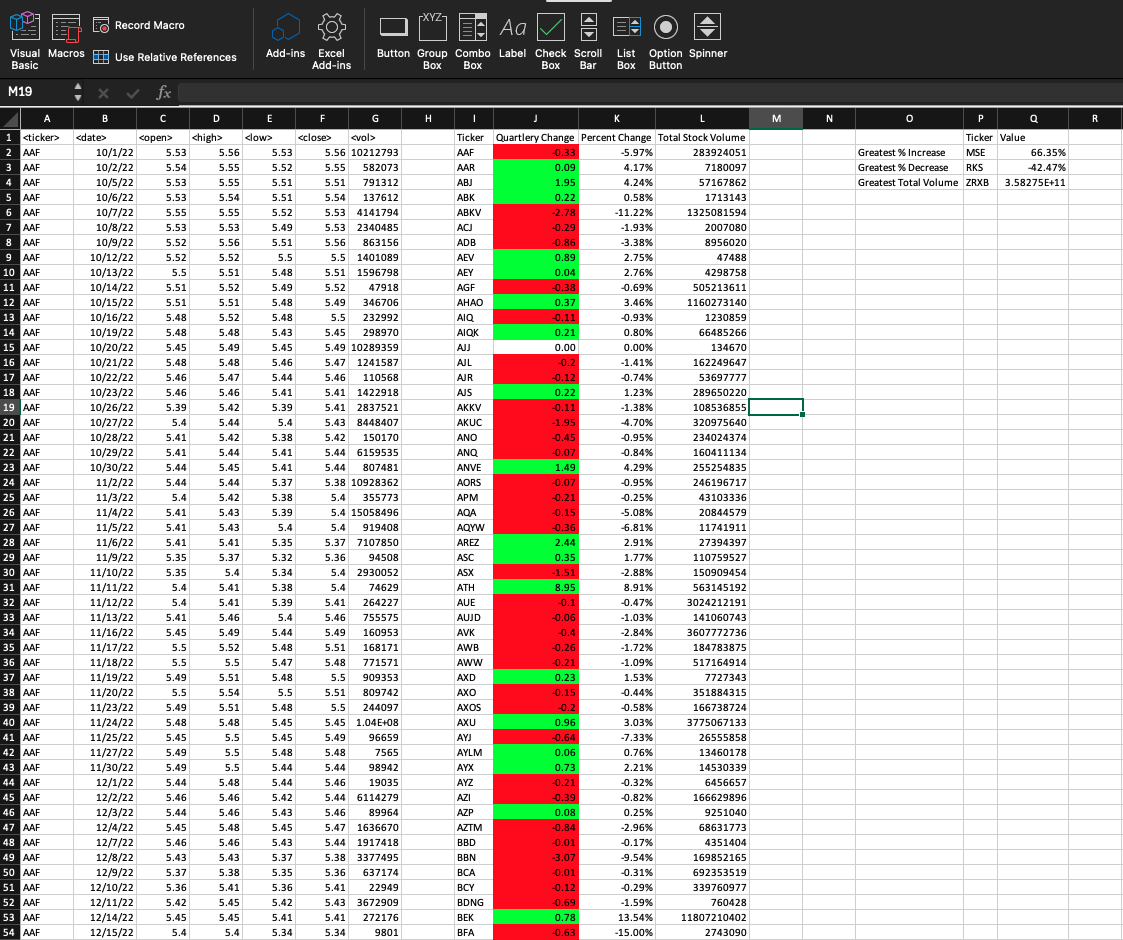 Visual Basic Macros Record Macro Use Relative References Add-ins Excel Add-ins Button Group Box Combo Box Label Check Box Scroll Bar List Box Option Button Spinner
XYZ Aa
M19 fx
A B C D E F G H I J K L M N O P Q R
1 <ticker> <date> <open> <high> <low> <close> <vol> Ticker Quartlery Change Percent Change Total Stock Volume Ticker Value
2 AAF 10/1/22 5.53 5.56 5.53 5.56 10212793 AAF -0.33 -5.97% 283924051 Greatest % Increase MSE 66.35%
3 AAF 10/2/22 5.54 5.55 5.52 5.55 582073 AAR 0.09 4.17% 7180097 Greatest % Decrease RKS -42.47%
4 AAF 10/5/22 5.53 5.55 5.51 5.51 791312 ABJ 1.95 4.24% 57167862 Greatest Total Volume ZRXB 3.58275E+11
5 AAF 10/6/22 5.53 5.54 5.51 5.54 137612 ABK 0.22 0.58% 1713143
6 AAF 10/7/22 5.55 5.55 5.52 5.53 4141794 ABKV -2.78 -11.22% 1325081594
7 AAF 10/8/22 5.53 5.53 5.49 5.53 2340485 ACJ -0.29 -1.93% 2007080
8 AAF 10/9/22 5.52 5.56 5.51 5.56 863156 ADB -0.86 -3.38% 8956020
9 AAF 10/12/22 5.52 5.52 5.5 5.5 1401089 AEV 0.89 2.75% 47488
10 AAF 10/13/22 5.5 5.51 5.48 5.51 1596798 AEY 0.04 2.76% 4298758
11 AAF 10/14/22 5.51 5.52 5.49 5.52 47918 AGF -0.38 -0.69% 505213611
12 AAF 10/15/22 5.51 5.51 5.48 5.49 346706 AHAO 0.37 3.46% 1160273140
13 AAF 10/16/22 5.48 5.52 5.48 5.5 232992 AIQ -0.11 -0.93% 1230859
14 AAF 10/19/22 5.48 5.48 5.43 5.45 298970 AIQK 0.21 0.80% 66485266
15 AAF 10/20/22 5.45 5.49 5.45 5.49 10289359 AJJ 0.00 0.00% 134670
16 AAF 10/21/22 5.48 5.48 5.46 5.47 1241587 AJL -0.2 -1.41% 162249647
17 AAF 10/22/22 5.46 5.47 5.44 5.46 110568 AJR -0.12 -0.74% 53697777
18 AAF 10/23/22 5.46 5.46 5.41 5.41 1422918 AJS 0.22 1.23% 289650220
19 AAF 10/26/22 5.39 5.42 5.39 5.41 2837521 AKKV -0.11 -1.38% 108536855
20 AAF 10/27/22 5.4 5.44 5.4 5.43 8448407 AKUC -1.95 -4.70% 320975640
21 AAF 10/28/22 5.41 5.42 5.38 5.42 150170 ANO -0.45 -0.95% 234024374
22 AAF 10/29/22 5.41 5.44 5.41 5.44 6159535 ANQ -0.07 -0.84% 160411134
23 AAF 10/30/22 5.44 5.45 5.41 5.44 807481 ANVE 1.49 4.29% 255254835
24 AAF 11/2/22 5.44 5.44 5.37 5.38 10928362 AORS -0.07 -0.95% 246196717
25 AAF 11/3/22 5.4 5.42 5.38 5.4 355773 APM -0.21 -0.25% 43103336
26 AAF 11/4/22 5.41 5.43 5.39 5.4 15058496 AQA -0.15 -5.08% 20844579
27 AAF 11/5/22 5.41 5.43 5.4 5.4 919408 AQYW -0.36 -6.81% 11741911
28 AAF 11/6/22 5.41 5.41 5.35 5.37 7107850 AREZ 2.44 2.91% 27394397
29 AAF 11/9/22 5.35 5.37 5.32 5.36 94508 ASC 0.35 1.77% 110759527
30 AAF 11/10/22 5.35 5.4 5.34 5.4 2930052 ASX -1.51 -2.88% 150909454
31 AAF 11/11/22 5.4 5.41 5.38 5.4 74629 ATH 8.95 8.91% 563145192
32 AAF 11/12/22 5.4 5.41 5.39 5.41 264227 AUE -0.1 -0.47% 3024212191
33 AAF 11/13/22 5.41 5.46 5.4 5.46 755575 AUJD -0.06 -1.03% 141060743
34 AAF 11/16/22 5.45 5.49 5.44 5.49 160953 AVK -0.4 -2.84% 3607772736
35 AAF 11/17/22 5.5 5.52 5.48 5.51 168171 AWB -0.26 -1.72% 184783875
36 AAF 11/18/22 5.5 5.5 5.47 5.48 771571 AWW -0.21 -1.09% 517164914
37 AAF 11/19/22 5.49 5.51 5.48 5.5 909353 AXD 0.23 1.53% 7727343
38 AAF 11/20/22 5.5 5.54 5.5 5.51 809742 AXO -0.15 -0.44% 351884315
39 AAF 11/23/22 5.49 5.51 5.48 5.5 244097 AXOS -0.2 -0.58% 166738724
40 AAF 11/24/22 5.48 5.48 5.45 5.45 1.04E+08 AXU 0.96 3.03% 3775067133
41 AAF 11/25/22 5.45 5.5 5.45 5.49 96659 AYJ -0.64 -7.33% 26555858
42 AAF 11/27/22 5.49 5.5 5.48 5.48 7565 AYLM 0.06 0.76% 13460178
43 AAF 11/30/22 5.49 5.5 5.44 5.44 98942 AYX 0.73 2.21% 14530339
44 AAF 12/1/22 5.44 5.48 5.44 5.46 19035 AYZ -0.21 -0.32% 6456657
45 AAF 12/2/22 5.46 5.46 5.42 5.44 6114279 AZI -0.39 -0.82% 166629896
46 AAF 12/3/22 5.44 5.46 5.43 5.46 89964 AZP 0.08 0.25% 9251040
47 AAF 12/4/22 5.45 5.48 5.45 5.47 1636670 AZTM -0.84 -2.96% 68631773
48 AAF 12/7/22 5.46 5.46 5.43 5.44 1917418 BBD -0.01 -0.17% 4351404
49 AAF 12/8/22 5.43 5.43 5.37 5.38 3377495 BBN -3.07 -9.54% 169852165
50 AAF 12/9/22 5.37 5.38 5.35 5.36 637174 BCA -0.01 -0.31% 692353519
51 AAF 12/10/22 5.36 5.41 5.36 5.41 22949 BCY -0.12 -0.29% 339760977
52 AAF 12/11/22 5.42 5.45 5.42 5.43 3672909 BDNG -0.69 -1.59% 760428
53 AAF 12/14/22 5.45 5.45 5.41 5.41 272176 BEK 0.78 13.54% 11807210402
54 AAF 12/15/22 5.4 5.4 5.34 5.34 9801 BFA -0.63 -15.00% 2743090